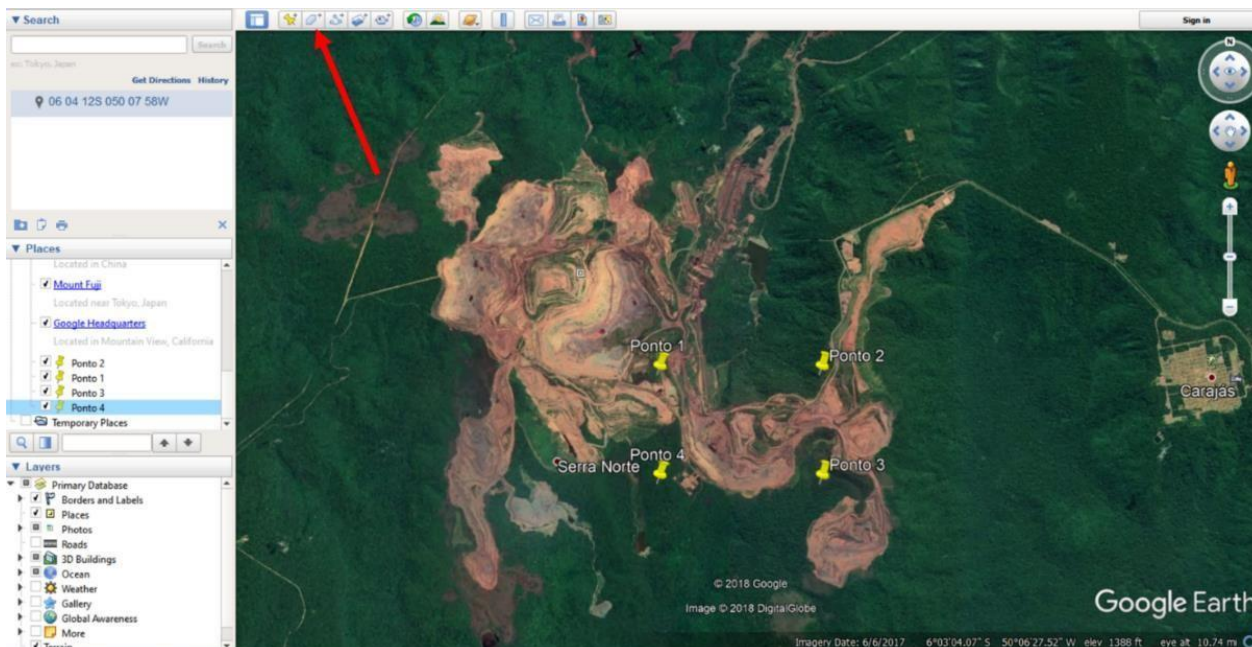 Search
Sign in
Search
ex: Tokyo, Japan
Get Directions History
06 04 12S 050 07 58W
Places
Located in China
Mount Fuji
Located near Tokyo, Japan
Google Headquarters
Located in Mountain View, California
Ponto 2
Ponto 1
Ponto 3
Ponto 4
Temporary Places
Layers
Primary Database
Borders and Labels
Places
Photos
Roads
3D Buildings
Ocean
Weather
Gallery
Global Awareness
More
Terrain
N
Ponto 1
Ponto 2
Carajás
Ponto 4
Serra Norte
Ponto 3
© 2018 Google
Image © 2018 DigitalGlobe
Google Earth
Imagery Date: 6/6/2017 6°03'04.07" S 50°06'27.52" W elev 1388 ft eye alt 10.74 mi